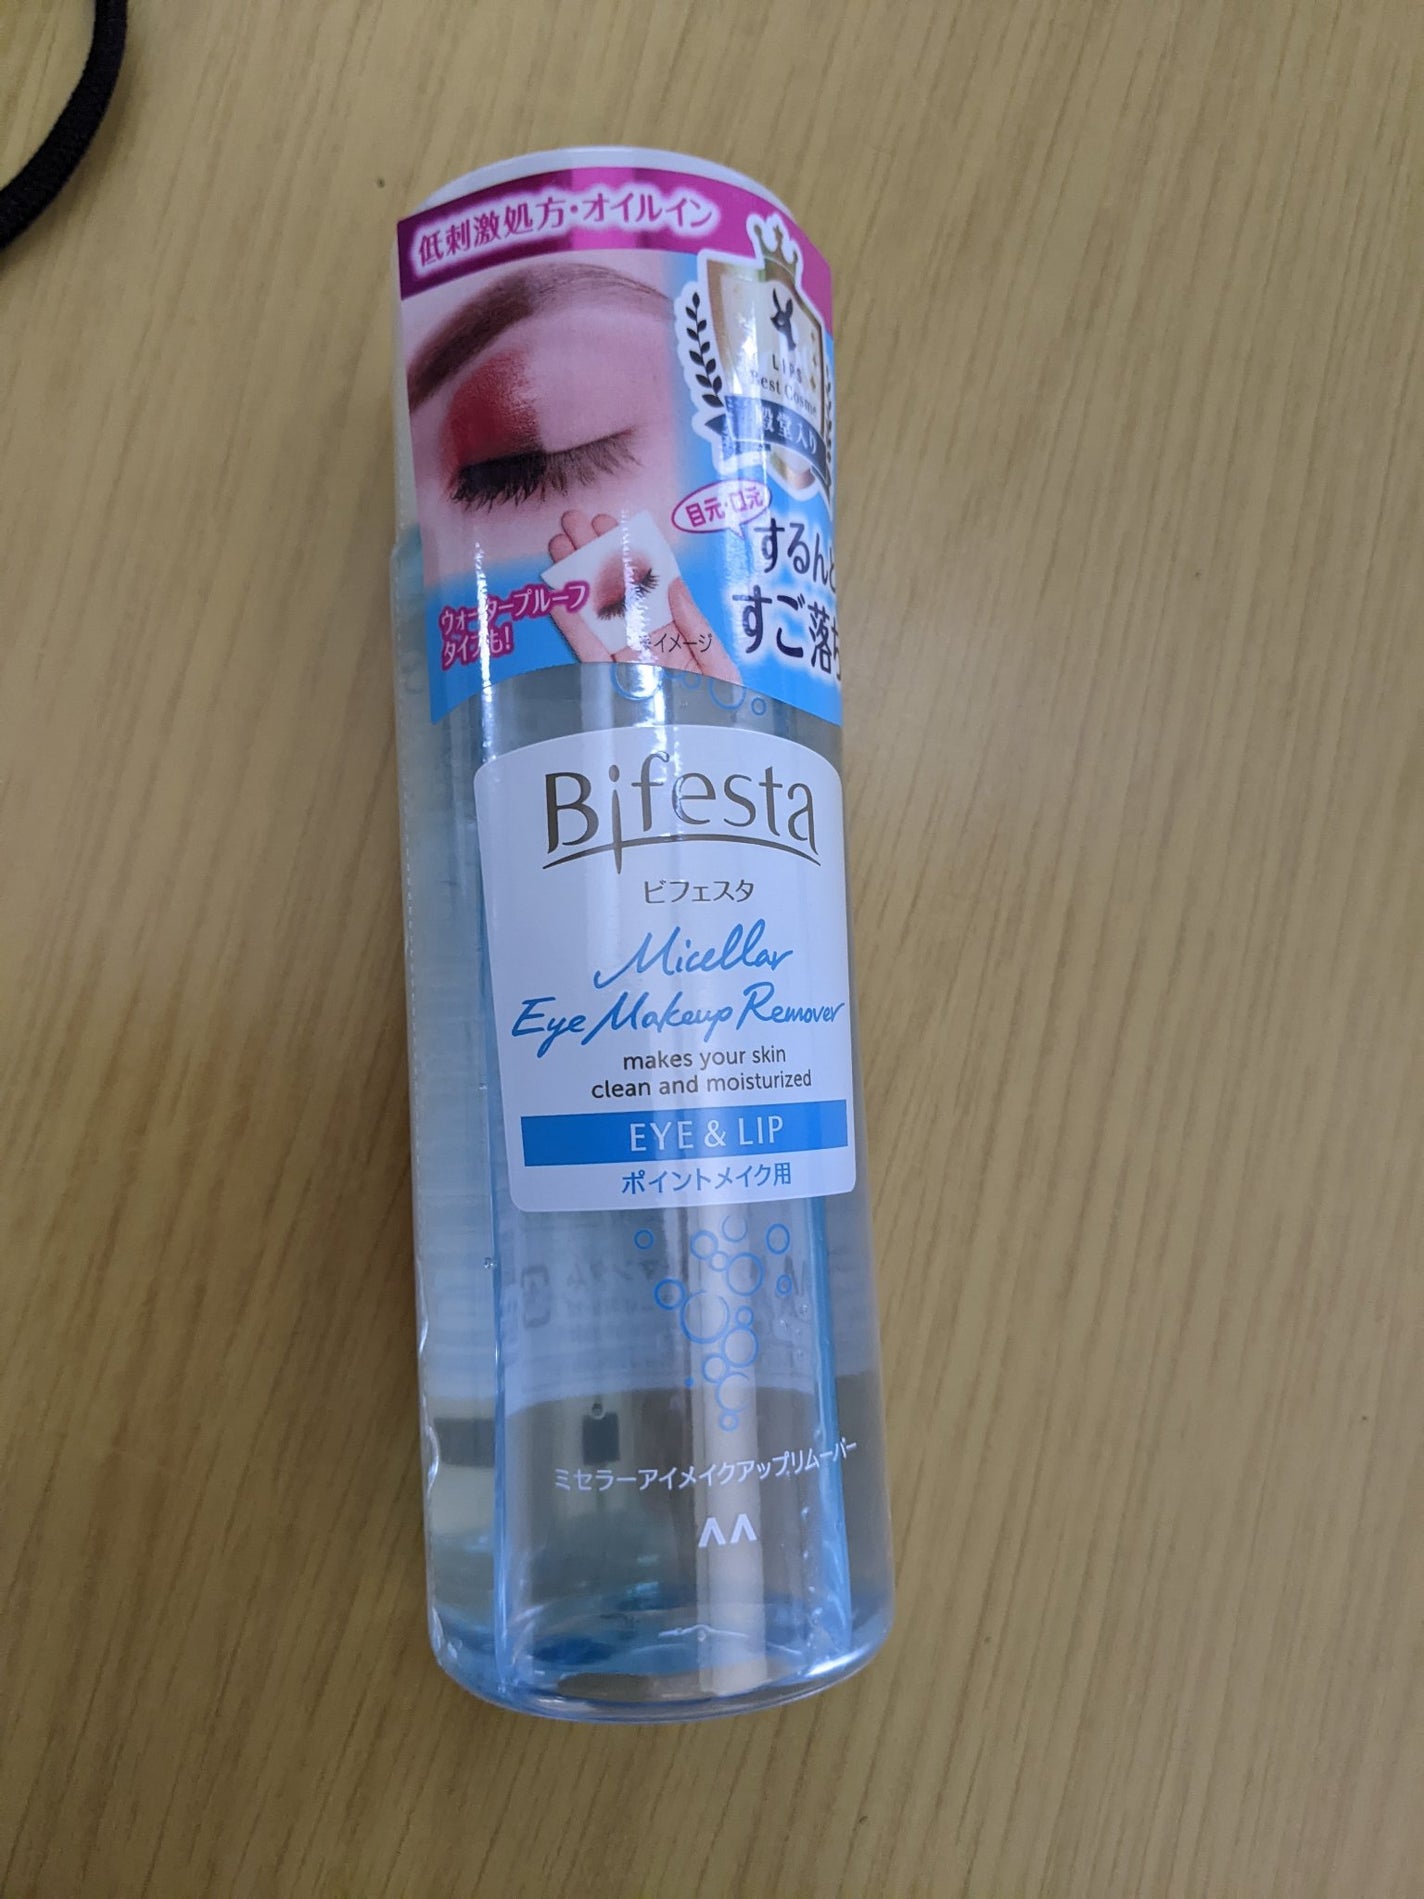 低刺激処方・オイルイン
LIPS
Best Cosme
殿堂入り
目元・口元
するんと
すご落ち
ウォータープルーフ
タイプも!
イメージ
Bifesta
ビフェスタ
Micellar
Eye Makeup Remover
makes your skin
clean and moisturized
EYE & LIP
ポイントメイク用
ミセラーアイメイクアップリムーバー